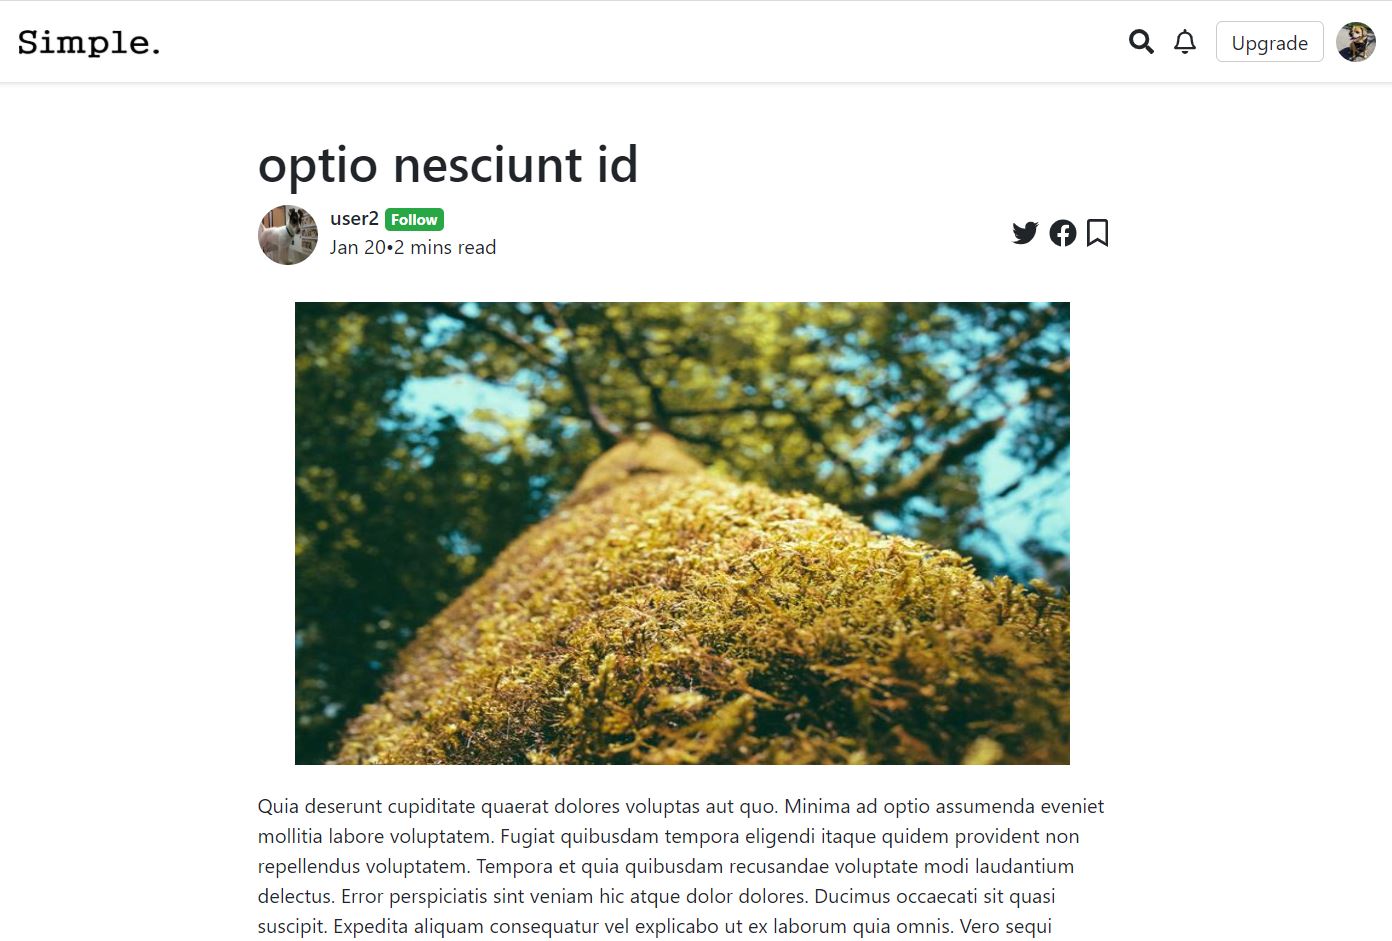 Simple.
Upgrade
optio nesciunt id
user2 Follow
Jan 20•2 mins read
Quia deserunt cupiditate quaerat dolores voluptas aut quo. Minima ad optio assumenda eveniet
mollitia labore voluptatem. Fugiat quibusdam tempora eligendi itaque quidem provident non
repellendus voluptatem. Tempora et quia quibusdam recusandae voluptate modi laudantium
delectus. Error perspiciatis sint veniam hic atque dolor dolores. Ducimus occaecati sit quasi
suscipit. Expedita aliquam consequatur vel explicabo ut ex laborum quia omnis. Vero sequi